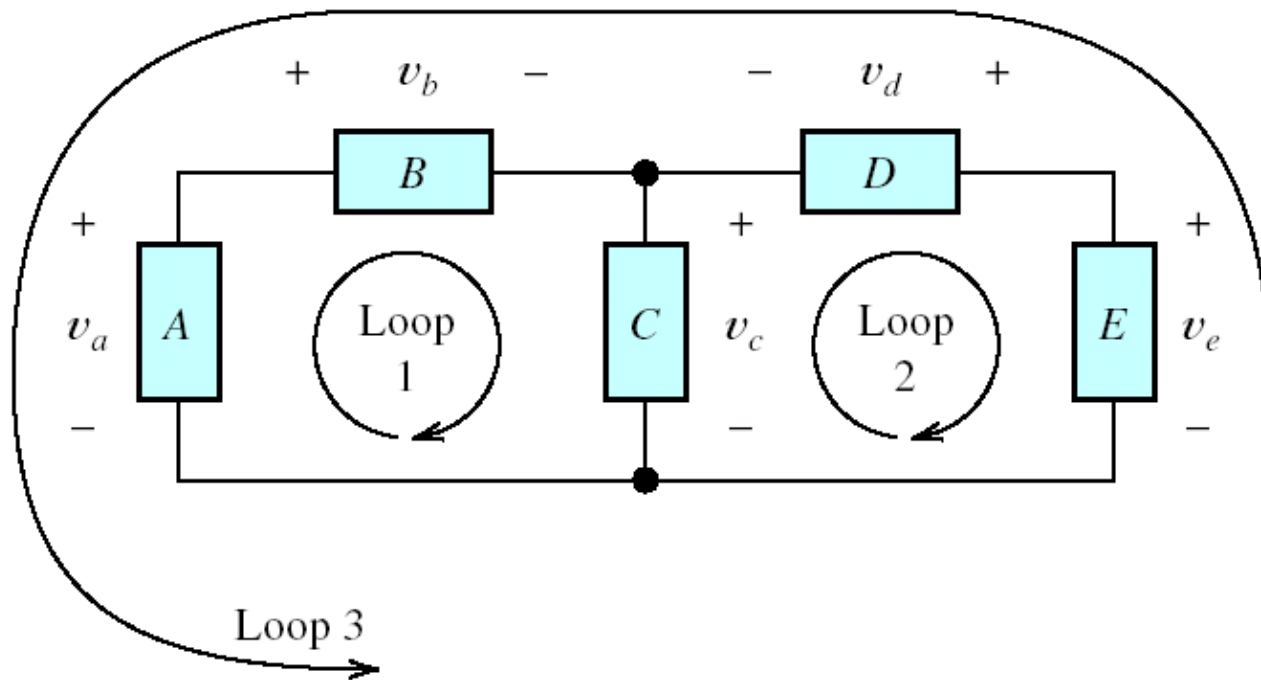 + v_b − − v_d +
B D
+ + +
v_a A Loop 1 C v_c Loop 2 E v_e
− − −
Loop 3